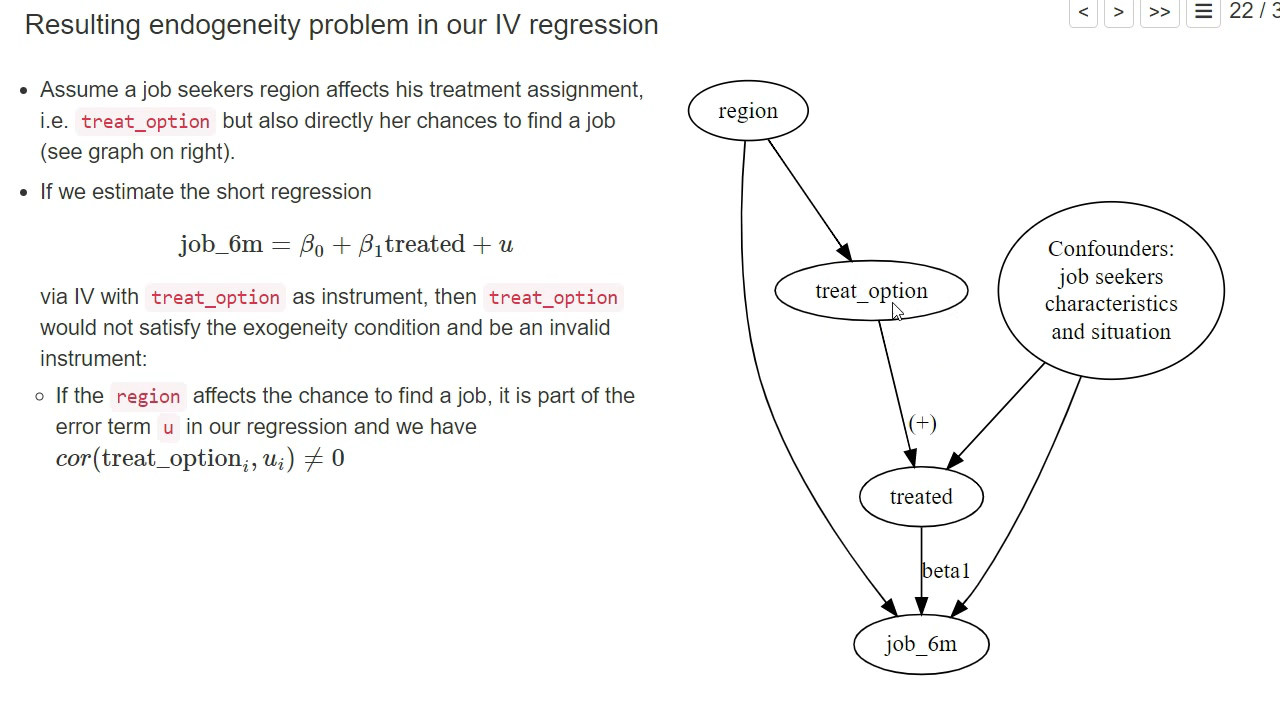 Resulting endogeneity problem in our IV regression
< > >> ☰ 22 / 3
• Assume a job seekers region affects his treatment assignment,
i.e. treat_option but also directly her chances to find a job
(see graph on right).
• If we estimate the short regression
job_6m = β₀ + β₁treated + u
via IV with treat_option as instrument, then treat_option
would not satisfy the exogeneity condition and be an invalid
instrument:
◦ If the region affects the chance to find a job, it is part of the
error term u in our regression and we have
cor(treat_optionᵢ, uᵢ) ≠ 0
region
treat_option
Confounders:
job seekers
characteristics
and situation
(+)
treated
beta1
job_6m